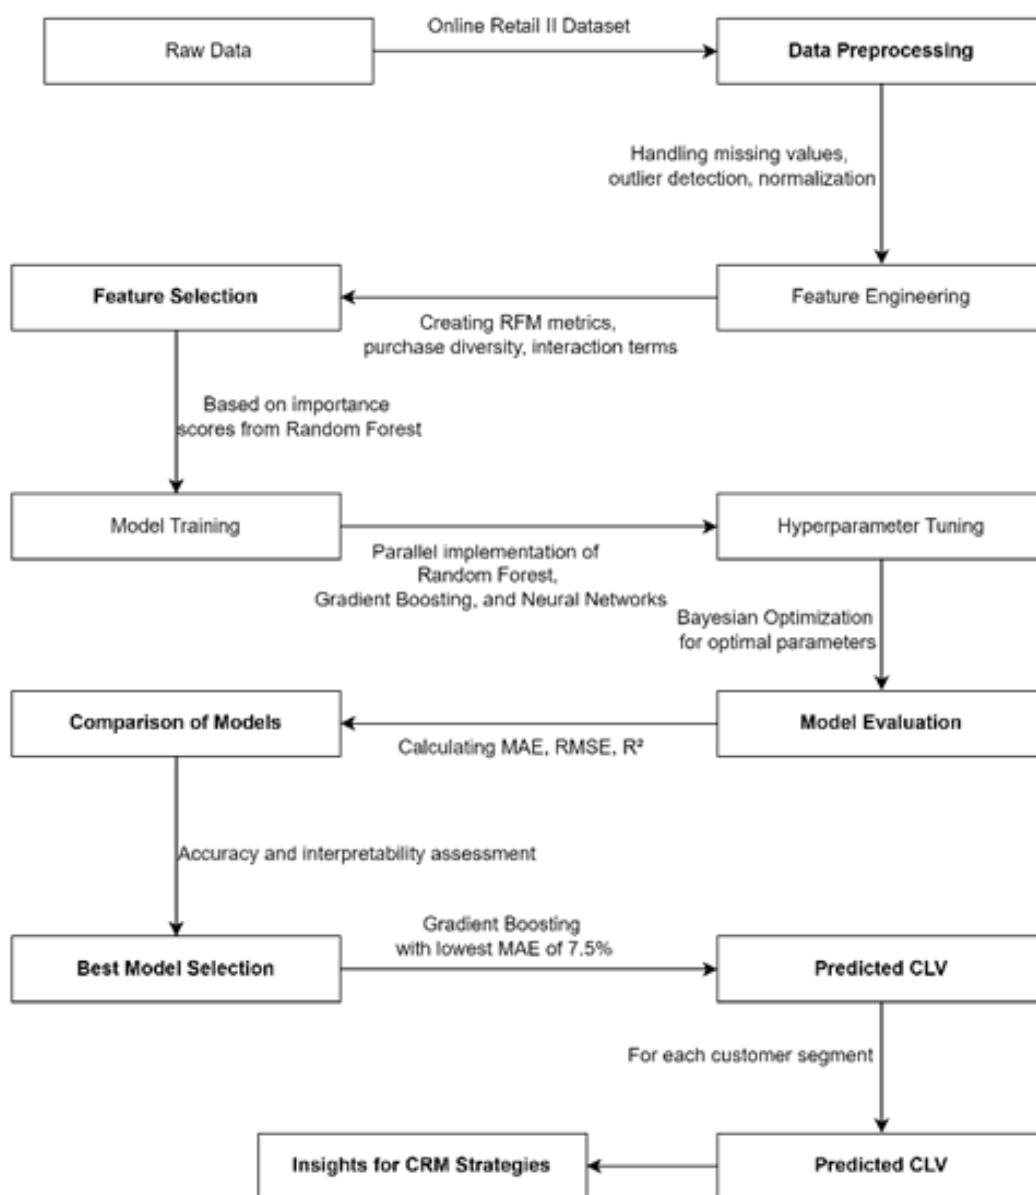 Raw Data
Online Retail II Dataset
Data Preprocessing
Handling missing values,
outlier detection, normalization
Feature Engineering
Creating RFM metrics,
purchase diversity, interaction terms
Feature Selection
Based on importance
scores from Random Forest
Model Training
Parallel implementation of
Random Forest,
Gradient Boosting, and Neural Networks
Hyperparameter Tuning
Bayesian Optimization
for optimal parameters
Model Evaluation
Calculating MAE, RMSE, R²
Comparison of Models
Accuracy and interpretability assessment
Best Model Selection
Gradient Boosting
with lowest MAE of 7.5%
Predicted CLV
For each customer segment
Predicted CLV
Insights for CRM Strategies